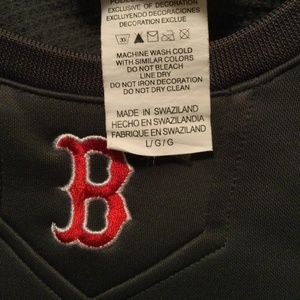 EXCLUSIVE OF DECORATION
EXCLUYENDO DECORACIONES
DECORATION EXCLUE
30
MACHINE WASH COLD
WITH SIMILAR COLORS
DO NOT BLEACH
LINE DRY
DO NOT IRON DECORATION
DO NOT DRY CLEAN
MADE IN SWAZILAND
HECHO EN SWAZILANDIA
FABRIQUE EN SWAZILAND
L/G/G
B